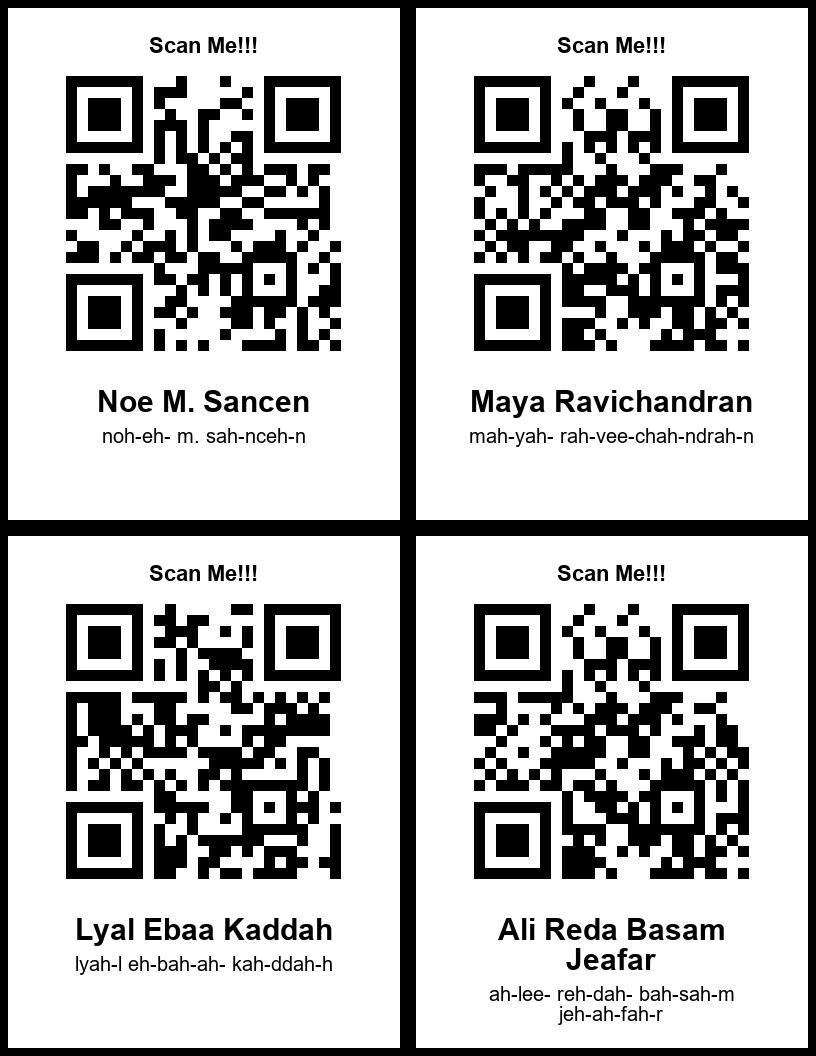 Scan Me!!!
Noe M. Sancen
noh-eh- m. sah-nceh-n
Scan Me!!!
Maya Ravichandran
mah-yah- rah-vee-chah-ndrah-n
Scan Me!!!
Lyal Ebaa Kaddah
lyah-l eh-bah-ah- kah-ddah-h
Scan Me!!!
Ali Reda Basam
Jeafar
ah-lee- reh-dah- bah-sah-m
jeh-ah-fah-r